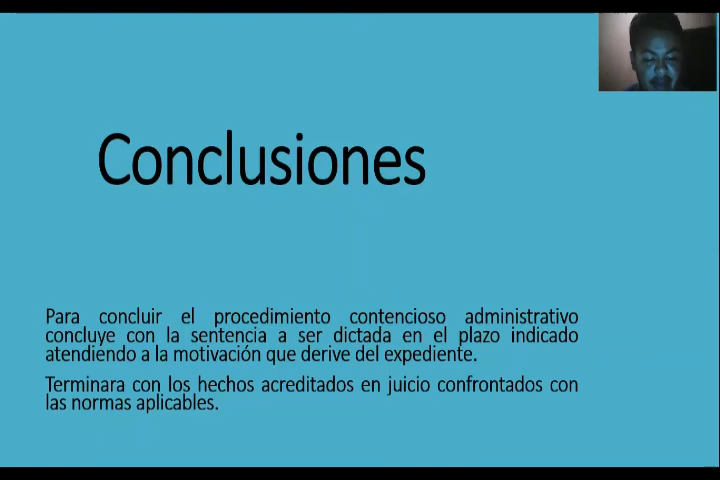 Conclusiones
Para concluir el procedimiento contencioso administrativo
concluye con la sentencia a ser dictada en el plazo indicado
atendiendo a la motivación que derive del expediente.
Terminara con los hechos acreditados en juicio confrontados con
las normas aplicables.